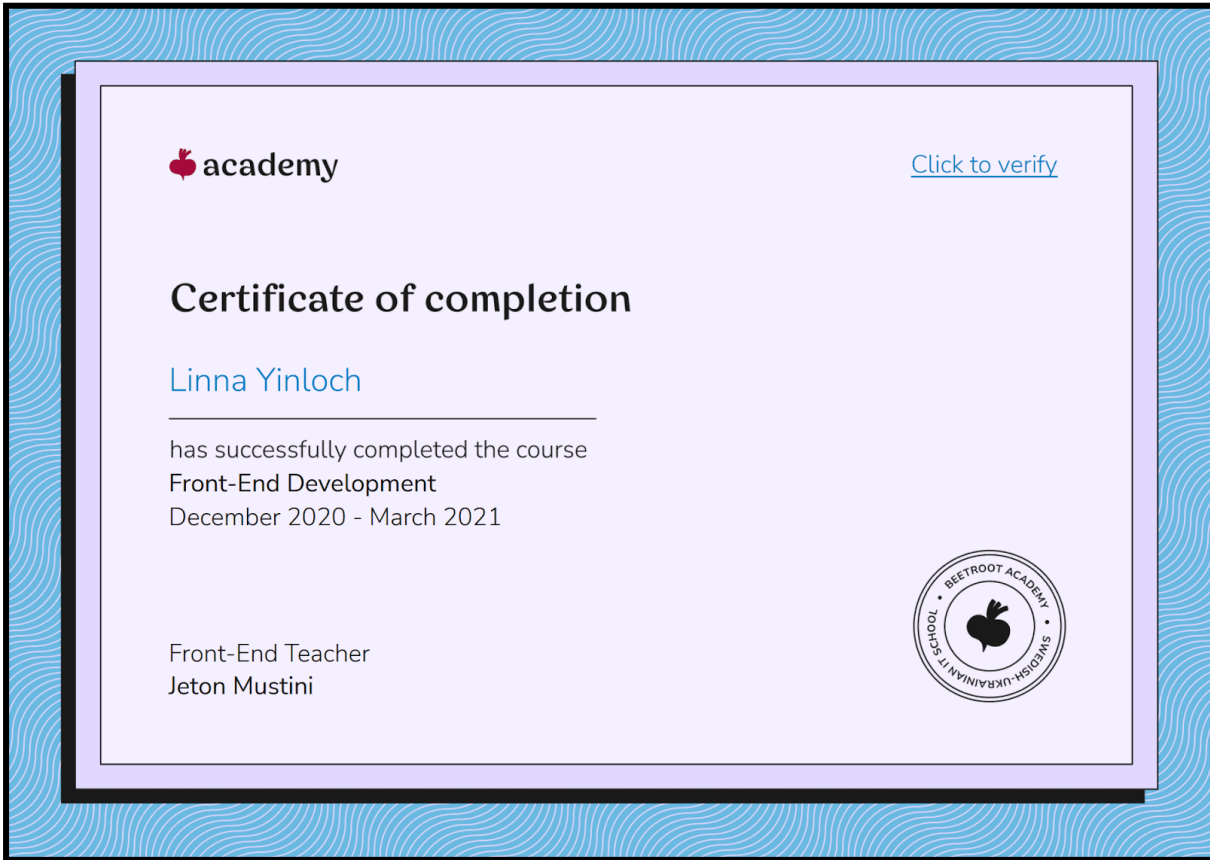 academy
Click to verify
Certificate of completion
Linna Yinloch
has successfully completed the course
Front-End Development
December 2020 - March 2021
Front-End Teacher
Jeton Mustini
BEETROOT ACADEMY • SWEDISH-UKRAINIAN IT SCHOOL •